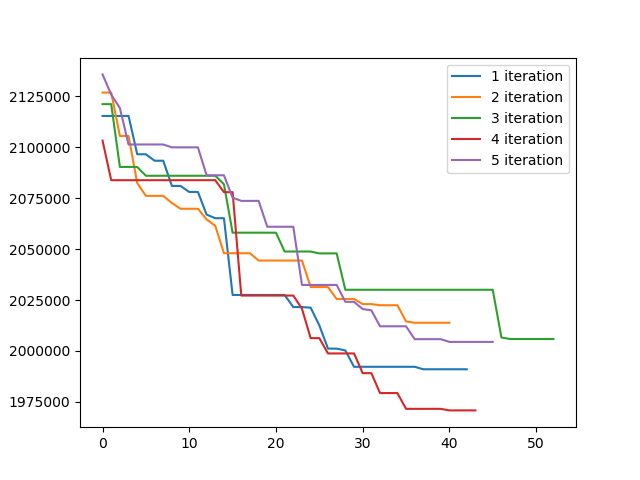 2125000
2100000
2075000
2050000
2025000
2000000
1975000
0 10 20 30 40 50
1 iteration
2 iteration
3 iteration
4 iteration
5 iteration